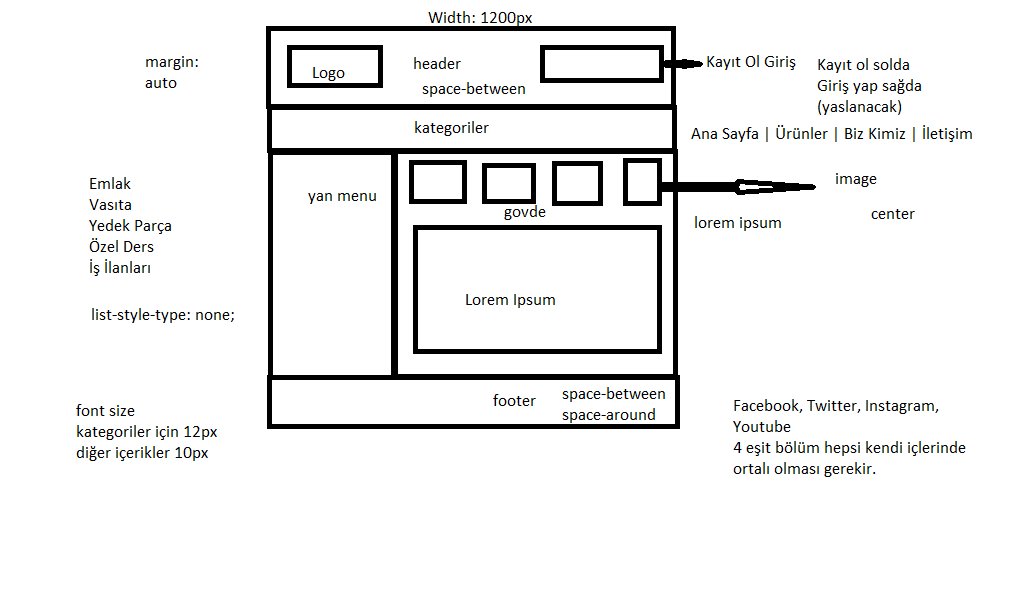 Width: 1200px
margin:
auto
Logo
header
space-between
Kayıt Ol Giriş
Kayıt ol solda
Giriş yap sağda
(yaslanacak)
kategoriler
Ana Sayfa | Ürünler | Biz Kimiz | İletişim
Emlak
Vasıta
Yedek Parça
Özel Ders
İş İlanları
list-style-type: none;
yan menu
govde
image
center
lorem ipsum
Lorem Ipsum
font size
kategoriler için 12px
diğer içerikler 10px
footer
space-between
space-around
Facebook, Twitter, Instagram,
Youtube
4 eşit bölüm hepsi kendi içlerinde
ortalı olması gerekir.